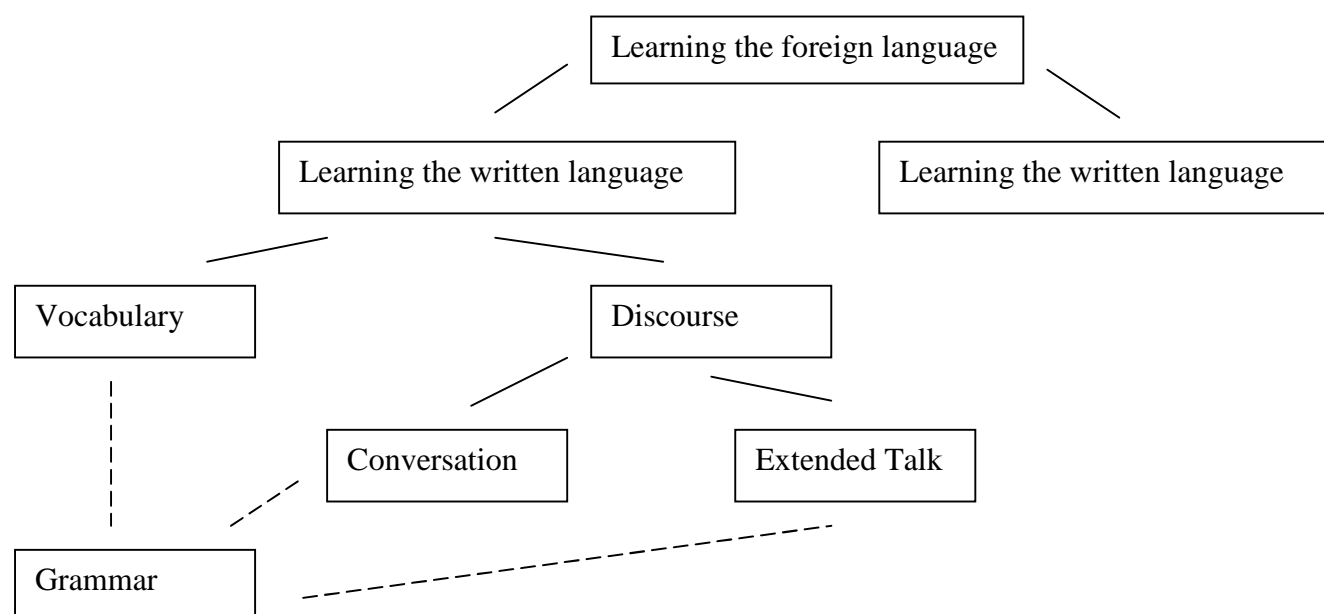 Learning the foreign language
Learning the written language
Learning the written language
Vocabulary
Discourse
Conversation
Extended Talk
Grammar